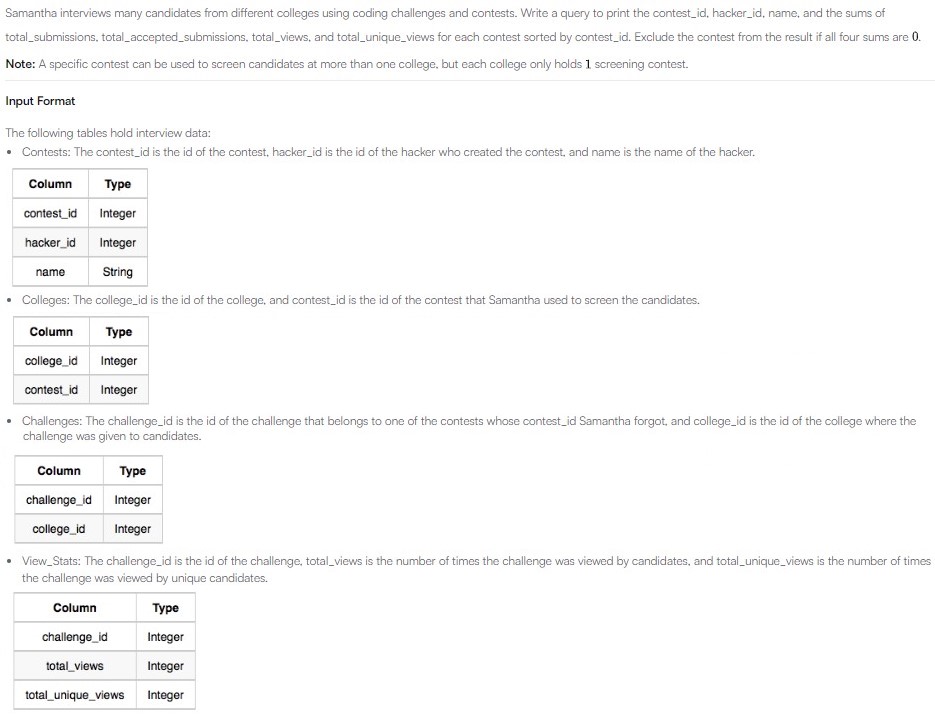 Samantha interviews many candidates from different colleges using coding challenges and contests. Write a query to print the contest_id, hacker_id, name, and the sums of
total_submissions, total_accepted_submissions, total_views, and total_unique_views for each contest sorted by contest_id. Exclude the contest from the result if all four sums are 0.
Note: A specific contest can be used to screen candidates at more than one college, but each college only holds 1 screening contest.
Input Format
The following tables hold interview data:
• Contests: The contest_id is the id of the contest, hacker_id is the id of the hacker who created the contest, and name is the name of the hacker.
Column Type
contest_id Integer
hacker_id Integer
name String
• Colleges: The college_id is the id of the college, and contest_id is the id of the contest that Samantha used to screen the candidates.
Column Type
college_id Integer
contest_id Integer
• Challenges: The challenge_id is the id of the challenge that belongs to one of the contests whose contest_id Samantha forgot, and college_id is the id of the college where the
challenge was given to candidates.
Column Type
challenge_id Integer
college_id Integer
• View_Stats: The challenge_id is the id of the challenge, total_views is the number of times the challenge was viewed by candidates, and total_unique_views is the number of times
the challenge was viewed by unique candidates.
Column Type
challenge_id Integer
total_views Integer
total_unique_views Integer